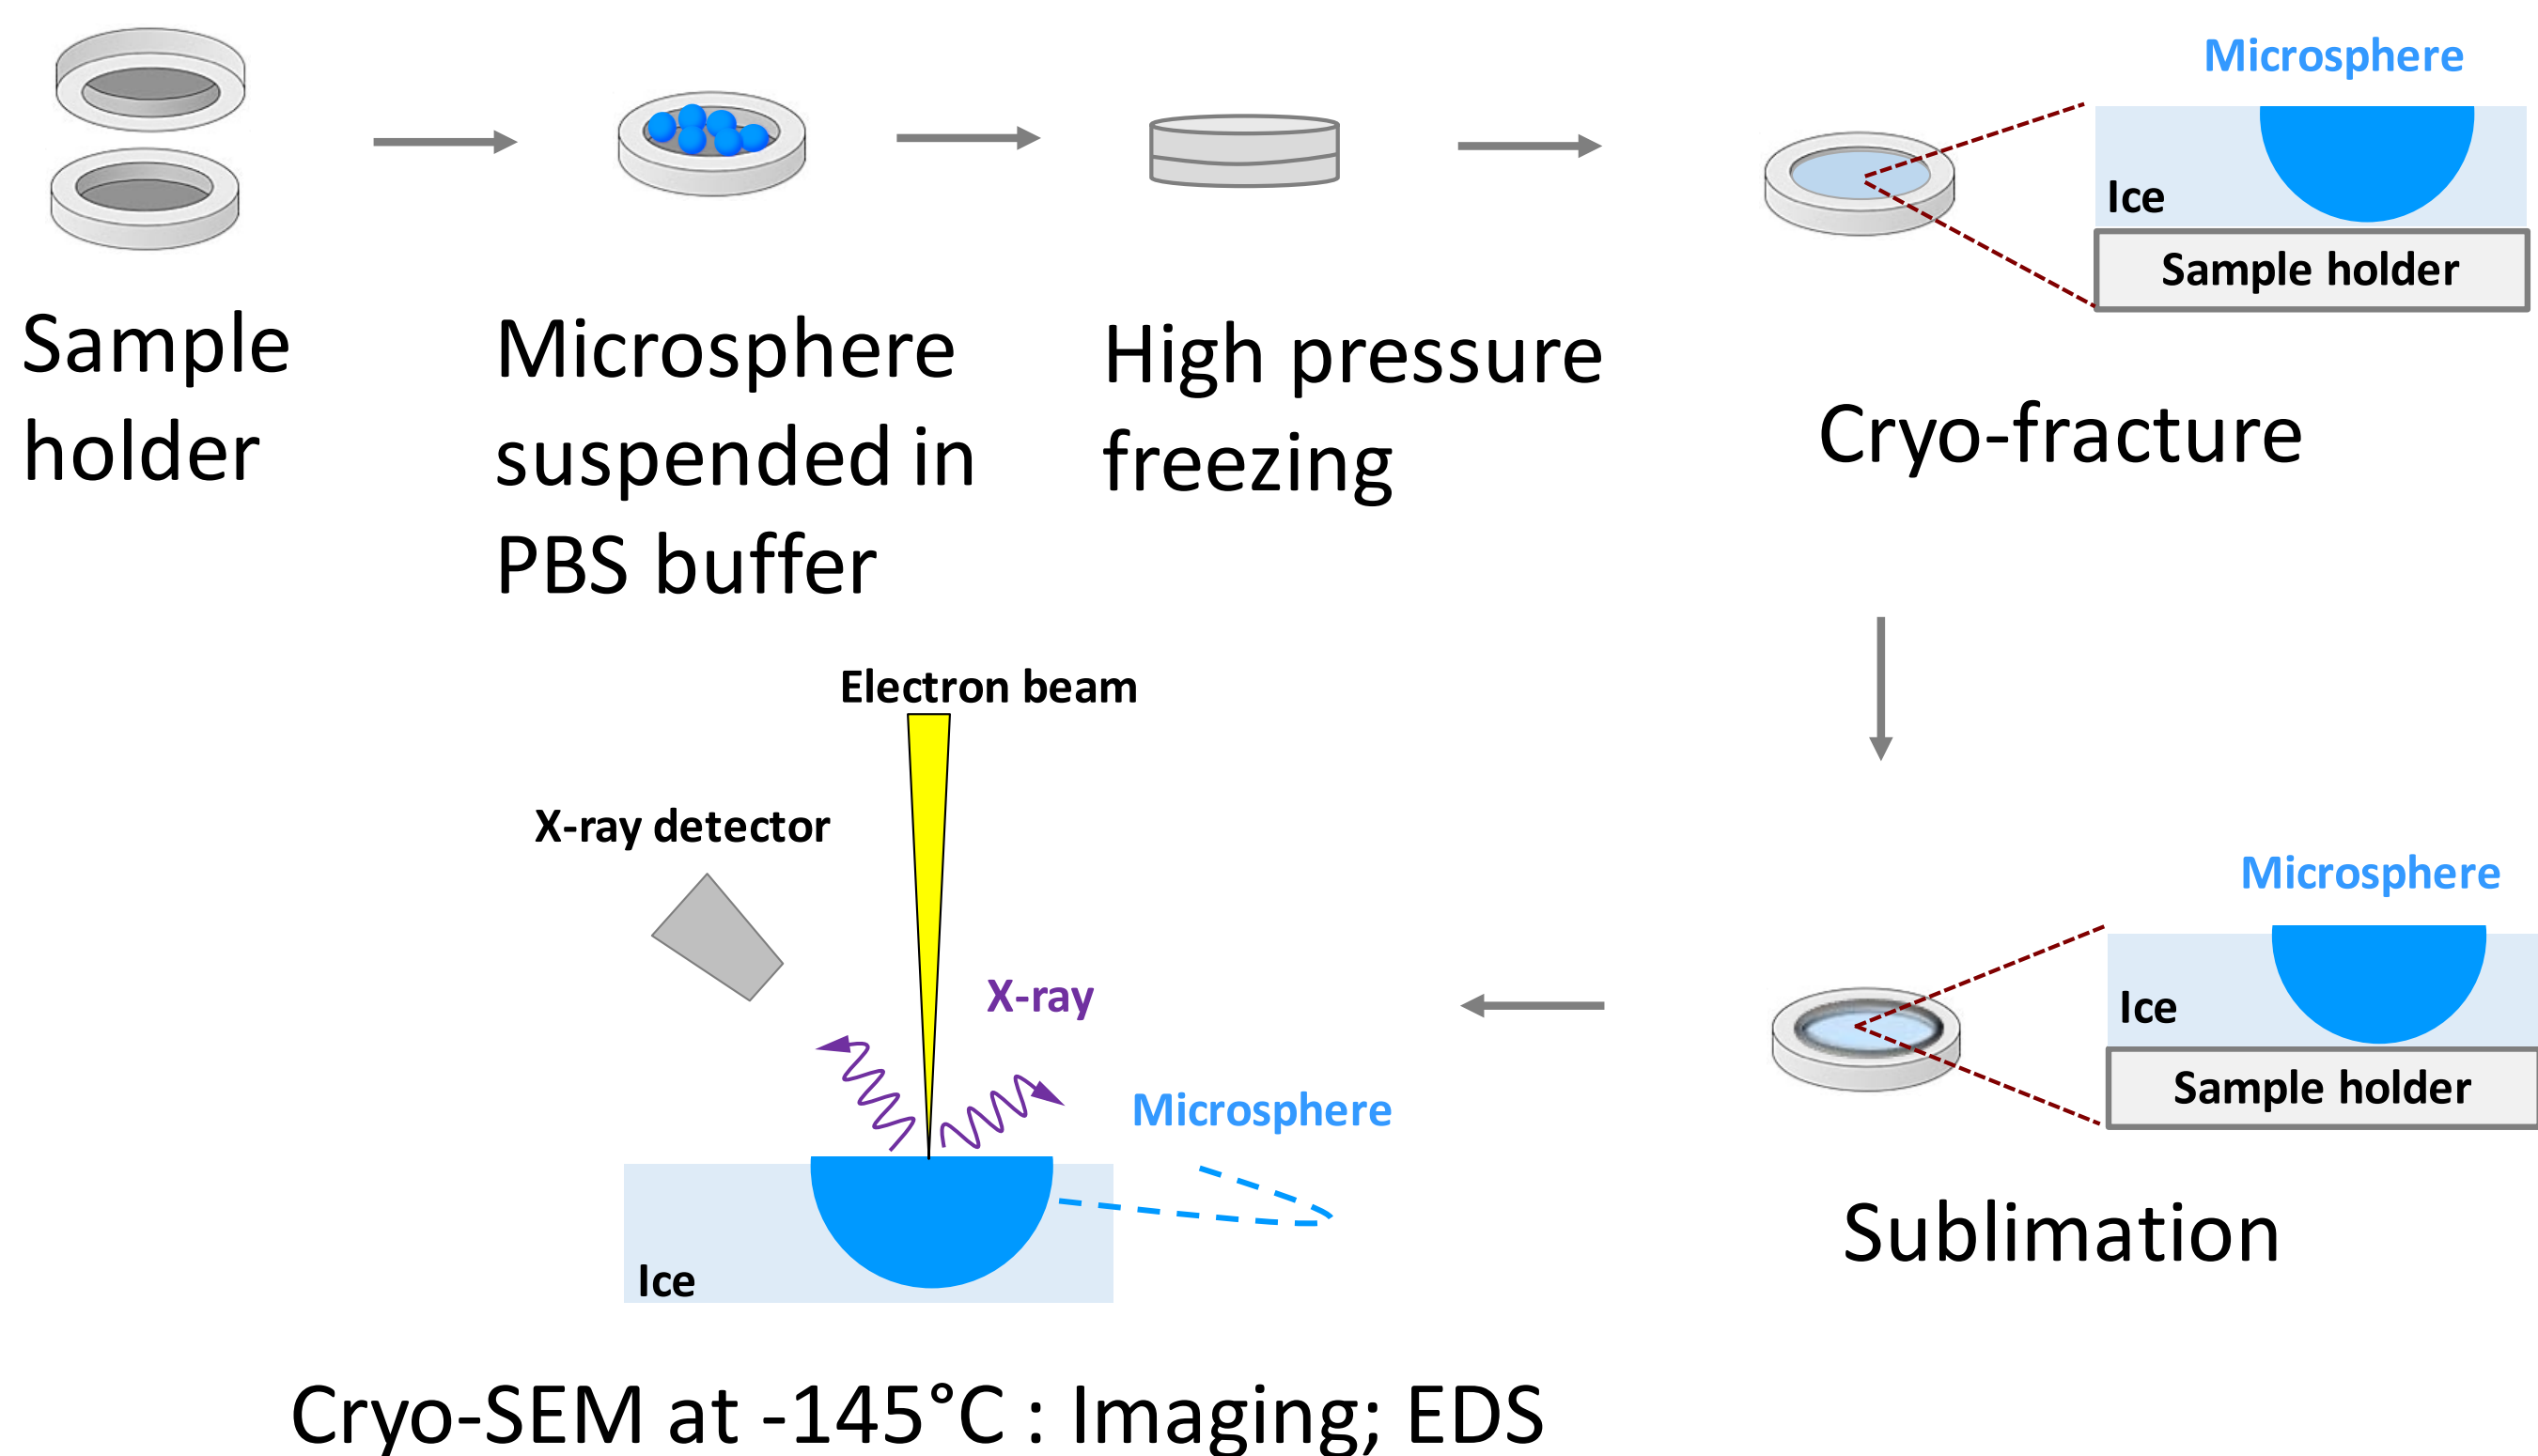 Sample
holder
Microsphere
suspended in
PBS buffer
High pressure
freezing
Microsphere
Ice
Sample holder
Cryo-fracture
Microsphere
Ice
Sample holder
Sublimation
Electron beam
X-ray detector
X-ray
Microsphere
Ice
Cryo-SEM at -145°C : Imaging; EDS